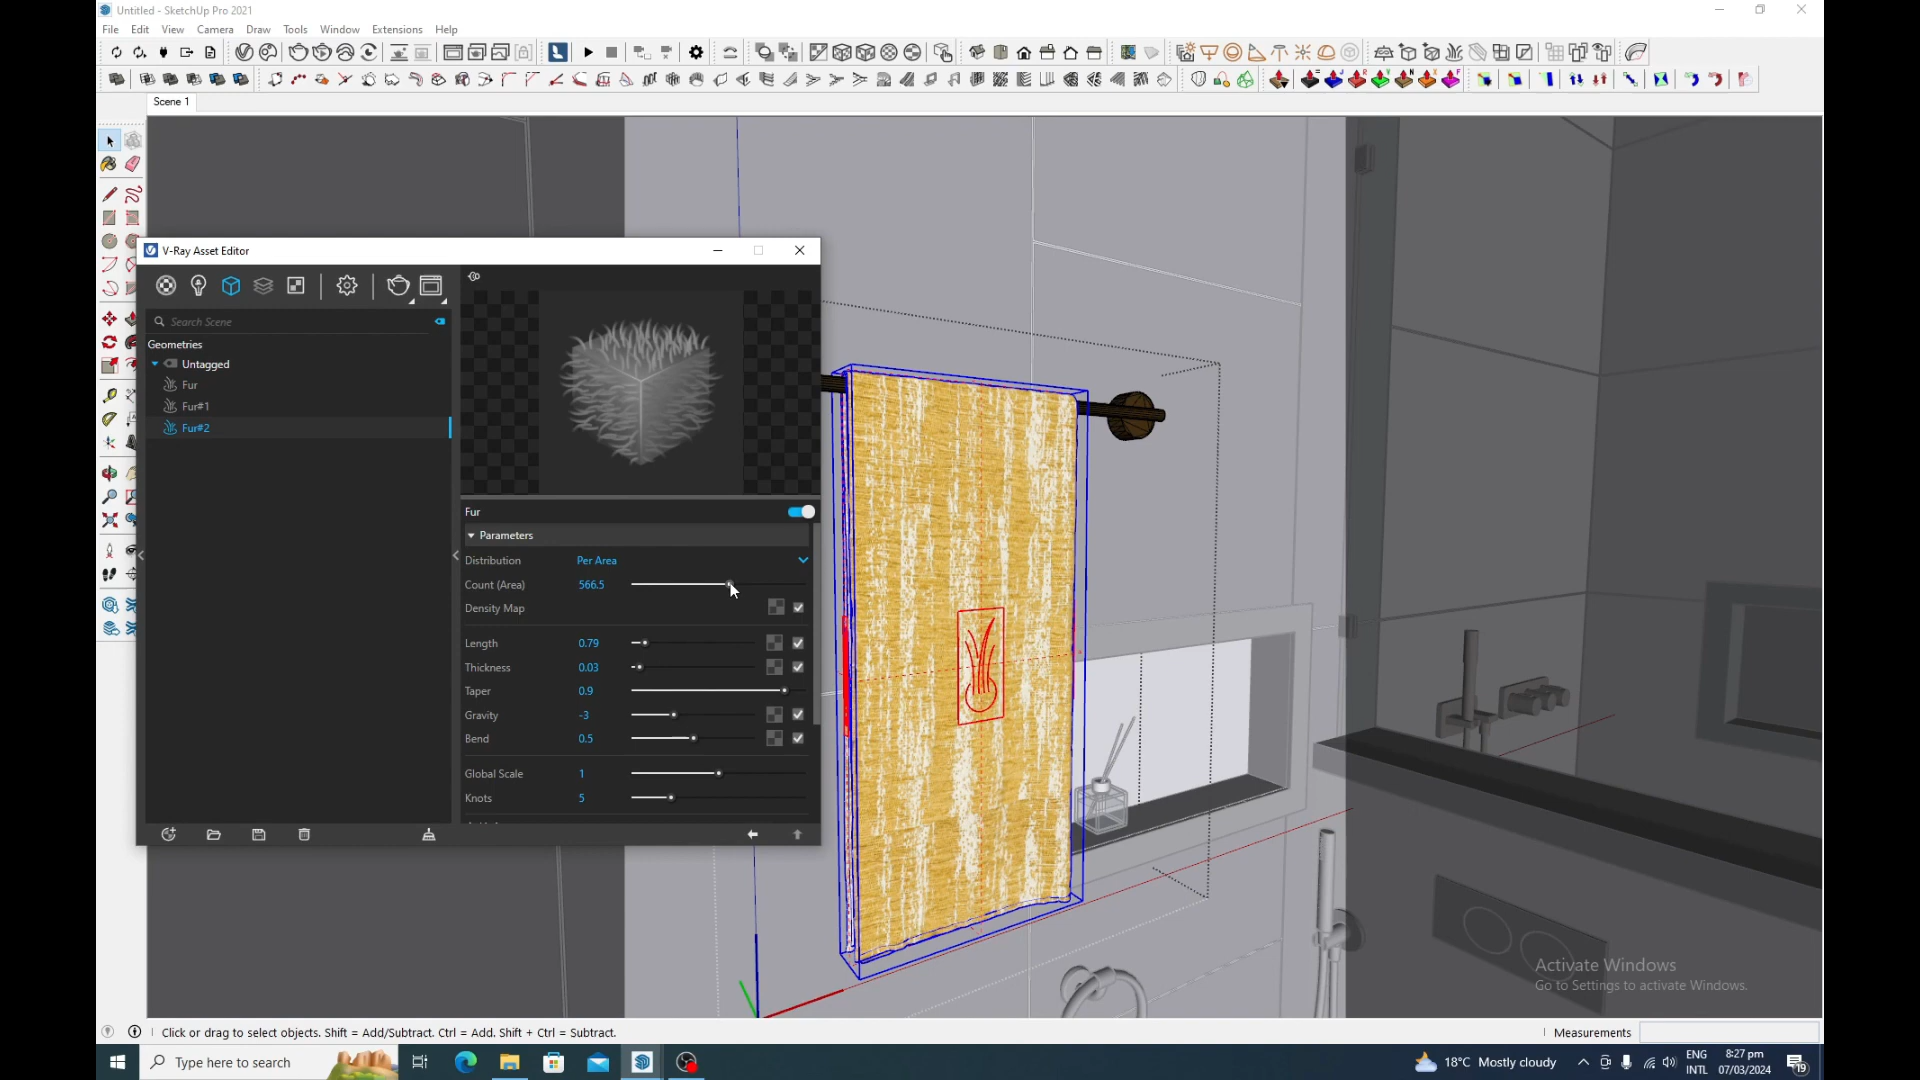 Untitled - SketchUp Pro 2021
File Edit View Camera Draw Tools Window Extensions Help
Scene 1
V-Ray Asset Editor
Search Scene
Geometries
Untagged
Fur
Fur#1
Fur#2
Fur
Parameters
Distribution Per Area
Count (Area) 566.5
Density Map
Length 0.79
Thickness 0.03
Taper 0.9
Gravity -3
Bend 0.5
Global Scale 1
Knots 5
Activate Windows
Go to Settings to activate Windows.
Click or drag to select objects. Shift = Add/Subtract. Ctrl = Add. Shift + Ctrl = Subtract.
Measurements
Type here to search
18°C Mostly cloudy
ENG
INTL
8:27 pm
07/03/2024
19